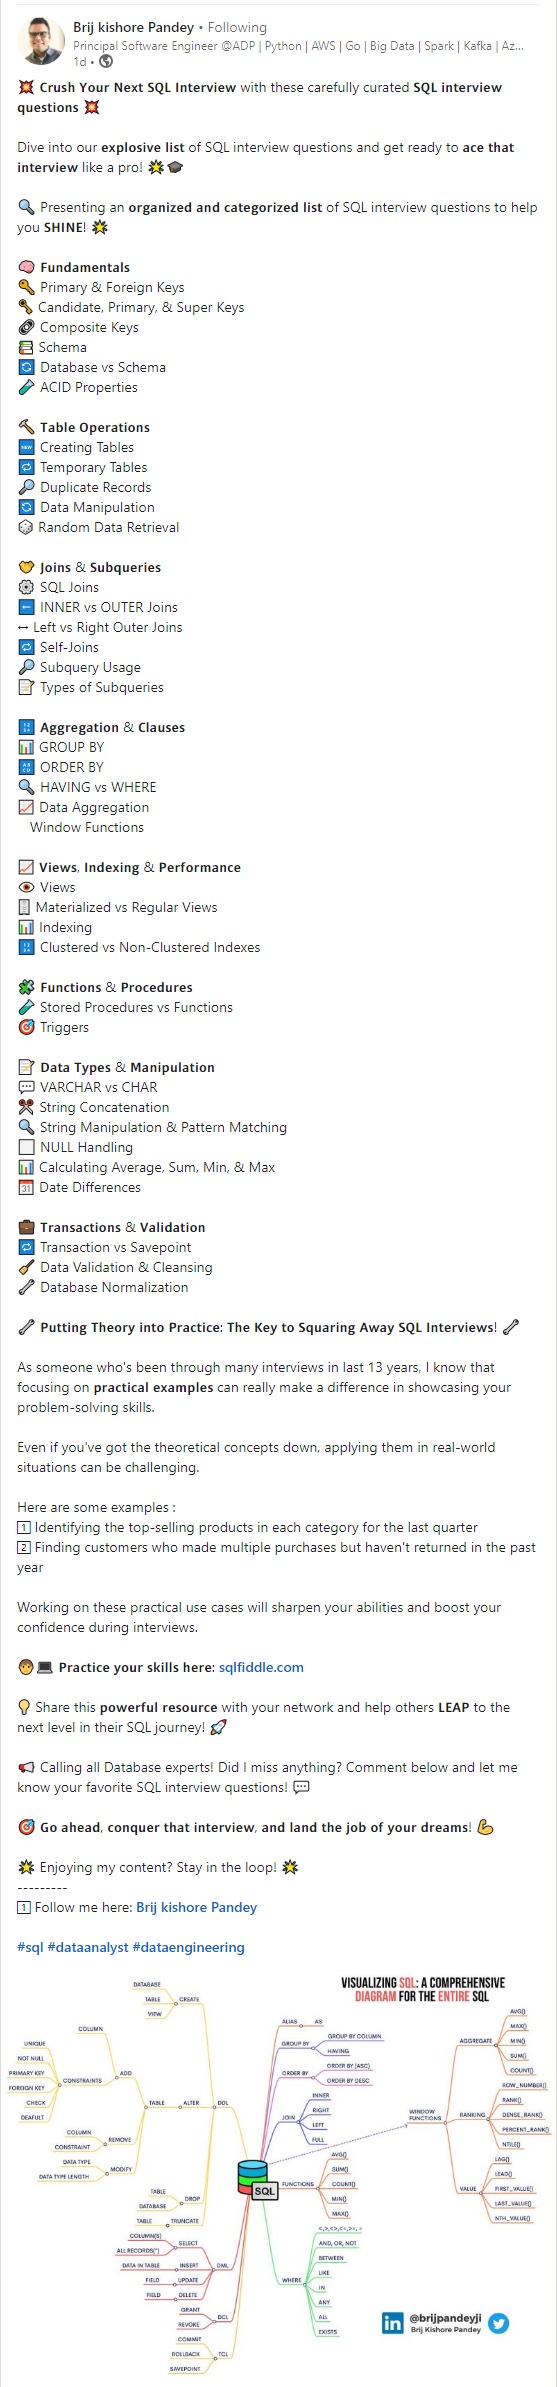 Brij kishore Pandey • Following
Principal Software Engineer @ADP | Python | AWS | Go | Big Data | Spark | Kafka | Az...
1d •
💥 Crush Your Next SQL Interview with these carefully curated SQL interview
questions 💥
Dive into our explosive list of SQL interview questions and get ready to ace that
interview like a pro! 🌟🎓
🔍 Presenting an organized and categorized list of SQL interview questions to help
you SHINE! 🌟
🧠 Fundamentals
🔑 Primary & Foreign Keys
🔑 Candidate, Primary, & Super Keys
🔗 Composite Keys
📚 Schema
🔄 Database vs Schema
🧪 ACID Properties
🔨 Table Operations
🆕 Creating Tables
🔁 Temporary Tables
🔎 Duplicate Records
🔄 Data Manipulation
🎲 Random Data Retrieval
🤝 Joins & Subqueries
⚙️ SQL Joins
⬅️ INNER vs OUTER Joins
↔ Left vs Right Outer Joins
🔁 Self-Joins
🔎 Subquery Usage
📝 Types of Subqueries
🔢 Aggregation & Clauses
📊 GROUP BY
🔠 ORDER BY
🔍 HAVING vs WHERE
📈 Data Aggregation
Window Functions
📈 Views, Indexing & Performance
👁️ Views
Materialized vs Regular Views
📊 Indexing
🔢 Clustered vs Non-Clustered Indexes
🧩 Functions & Procedures
🧪 Stored Procedures vs Functions
🎯 Triggers
📝 Data Types & Manipulation
💬 VARCHAR vs CHAR
String Concatenation
🔍 String Manipulation & Pattern Matching
NULL Handling
📊 Calculating Average, Sum, Min, & Max
📅 Date Differences
💼 Transactions & Validation
🔁 Transaction vs Savepoint
🧹 Data Validation & Cleansing
🔧 Database Normalization
🔧 Putting Theory into Practice: The Key to Squaring Away SQL Interviews! 🔧
As someone who's been through many interviews in last 13 years, I know that
focusing on practical examples can really make a difference in showcasing your
problem-solving skills.
Even if you've got the theoretical concepts down, applying them in real-world
situations can be challenging.
Here are some examples :
1 Identifying the top-selling products in each category for the last quarter
2 Finding customers who made multiple purchases but haven't returned in the past
year
Working on these practical use cases will sharpen your abilities and boost your
confidence during interviews.
🧑💻 Practice your skills here: sqlfiddle.com
💡 Share this powerful resource with your network and help others LEAP to the
next level in their SQL journey! 🚀
📢 Calling all Database experts! Did I miss anything? Comment below and let me
know your favorite SQL interview questions! 💬
🎯 Go ahead, conquer that interview, and land the job of your dreams! 💪
🌟 Enjoying my content? Stay in the loop! 🌟
---------
1 Follow me here: Brij kishore Pandey
#sql #dataanalyst #dataengineering
VISUALIZING SQL: A COMPREHENSIVE
DIAGRAM FOR THE ENTIRE SQL
DATABASE
TABLE
VIEW
CREATE
COLUMN
UNIQUE
NOT NULL
PRIMARY KEY
FOREIGN KEY
CHECK
DEAFULT
CONSTRAINTS
ADD
TABLE
ALTER
DDL
COLUMN
CONSTRAINT
REMOVE
DATA TYPE
DATA TYPE LENGTH
MODIFY
TABLE
DATABASE
DROP
TABLE
TRUNCATE
COLUMN(S)
ALL RECORDS(*)
SELECT
DATA IN TABLE
INSERT
DML
FIELD
UPDATE
FIELD
DELETE
GRANT
REVOKE
DCL
COMMIT
ROLLBACK
SAVEPOINT
TCL
SQL
ALIAS
AS
GROUP BY
GROUP BY COLUMN
HAVING
ORDER BY
ORDER BY (ASC)
ORDER BY DESC
JOIN
INNER
RIGHT
LEFT
FULL
FUNCTIONS
AVG()
SUM()
COUNT()
MIN()
MAX()
WHERE
AND, OR, NOT
BETWEEN
LIKE
IN
ANY
ALL
EXISTS
WINDOW
FUNCTIONS
AGGREGATE
AVG()
MAX()
MIN()
SUM()
COUNT()
RANKING
ROW_NUMBER()
RANK()
DENSE_RANK()
PERCENT_RANK()
NTILE()
VALUE
LAG()
LEAD()
FIRST_VALUE()
LAST_VALUE()
NTH_VALUE()
in @brijpandeyji
Brij Kishore Pandey